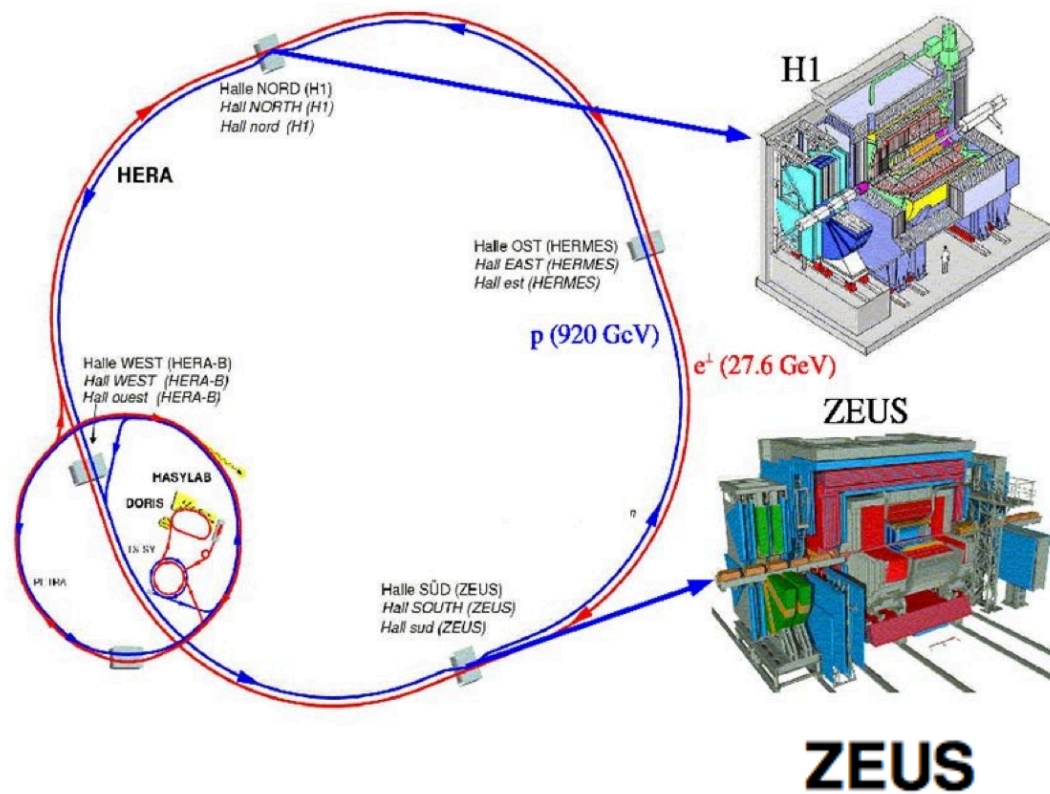 Halle NORD (H1)
Hall NORTH (H1)
Hall nord (H1)
H1
HERA
Halle OST (HERMES)
Hall EAST (HERMES)
Hall est (HERMES)
p (920 GeV)
e± (27.6 GeV)
Halle WEST (HERA-B)
Hall WEST (HERA-B)
Hall ouest (HERA-B)
ZEUS
HASYLAB
DORIS
PETRA
Halle SÜD (ZEUS)
Hall SOUTH (ZEUS)
Hall sud (ZEUS)
ZEUS